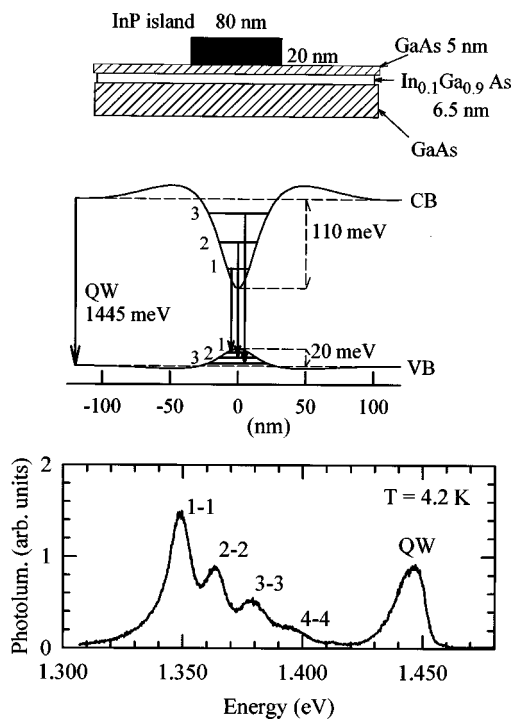 InP island 80 nm
20 nm
GaAs 5 nm
In0.1Ga0.9 As
6.5 nm
GaAs
CB
3
2
1
110 meV
QW
1445 meV
1
3 2
20 meV
VB
-100 -50 0 50 100
(nm)
Photolum. (arb. units)
2
1
0
T = 4.2 K
1-1
2-2
3-3
4-4
QW
1.300 1.350 1.400 1.450
Energy (eV)